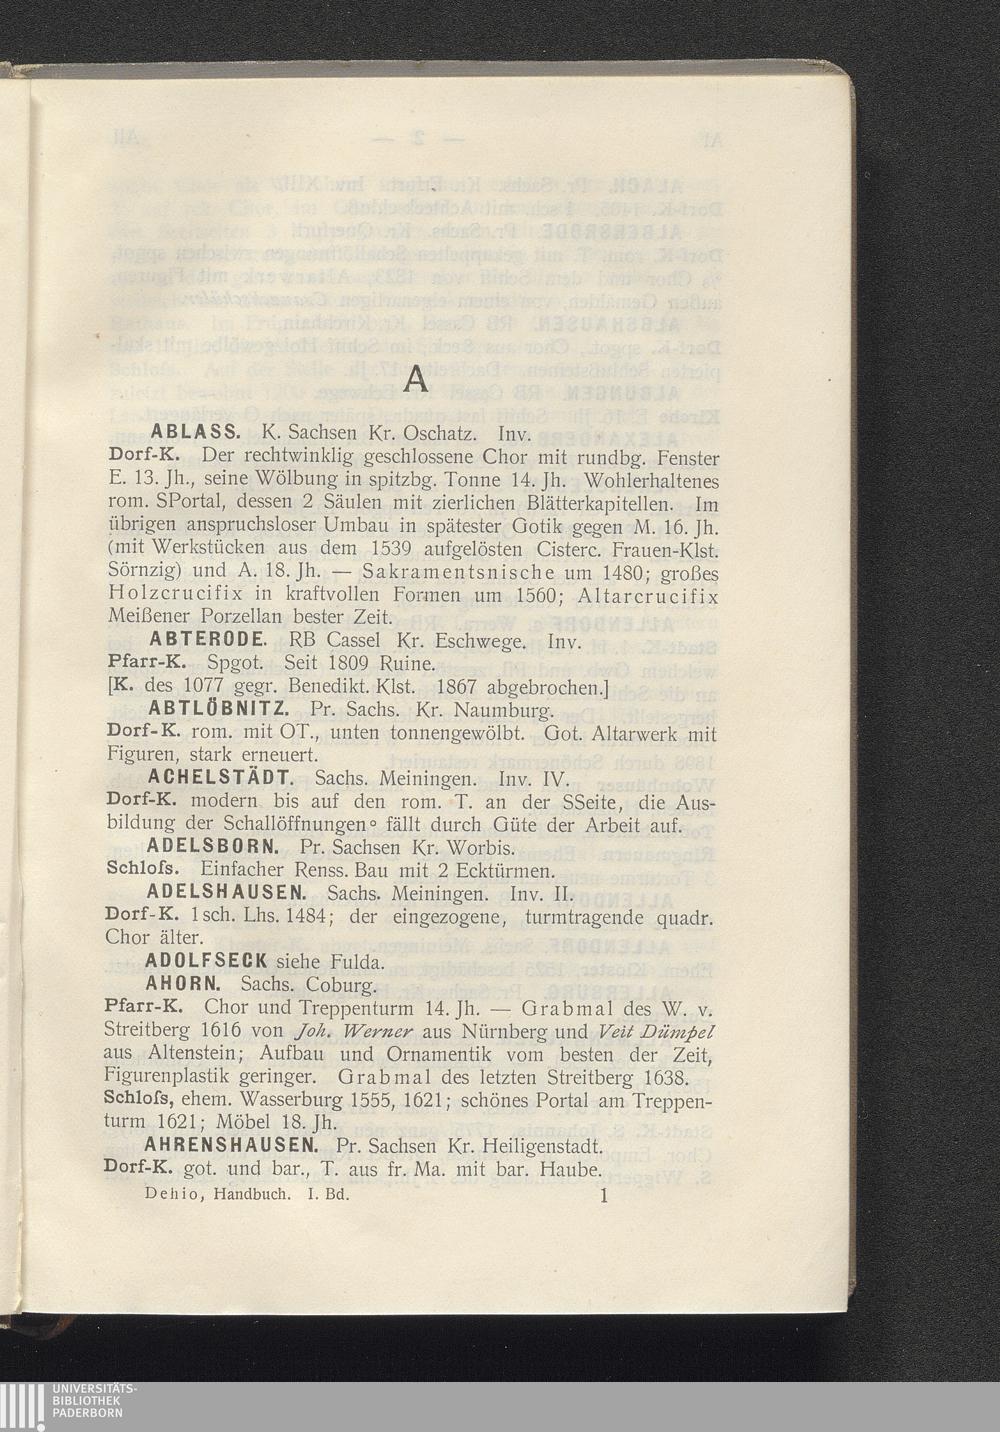 A
ABLASS. K. Sachsen Kr. Oschatz. Inv.
Dorf-K. Der rechtwinklig geschlossene Chor mit rundbg. Fenster
E. 13. Jh., seine Wölbung in spitzbg. Tonne 14. Jh. Wohlerhaltenes
rom. SPortal, dessen 2 Säulen mit zierlichen Blätterkapitellen. Im
übrigen anspruchsloser Umbau in spätester Gotik gegen M. 16. Jh.
(mit Werkstücken aus dem 1539 aufgelösten Cisterc. Frauen-Klst.
Sörnzig) und A. 18. Jh. — Sakramentsnische um 1480; großes
Holzcrucifix in kraftvollen Formen um 1560; Altarcrucifix
Meißener Porzellan bester Zeit.
ABTERODE. RB Cassel Kr. Eschwege. Inv.
Pfarr-K. Spgot. Seit 1809 Ruine.
[K. des 1077 gegr. Benedikt. Klst. 1867 abgebrochen.]
ABTLÖBNITZ. Pr. Sachs. Kr. Naumburg.
Dorf-K. rom. mit OT., unten tonnengewölbt. Got. Altarwerk mit
Figuren, stark erneuert.
ACHELSTÄDT. Sachs. Meiningen. Inv. IV.
Dorf-K. modern bis auf den rom. T. an der SSeite, die Aus-
bildung der Schallöffnungen° fällt durch Güte der Arbeit auf.
ADELSBORN. Pr. Sachsen Kr. Worbis.
Schloſs. Einfacher Renss. Bau mit 2 Ecktürmen.
ADELSHAUSEN. Sachs. Meiningen. Inv. II.
Dorf-K. 1sch. Lhs. 1484; der eingezogene, turmtragende quadr.
Chor älter.
ADOLFSECK siehe Fulda.
AHORN. Sachs. Coburg.
Pfarr-K. Chor und Treppenturm 14. Jh. — Grabmal des W. v.
Streitberg 1616 von Joh. Werner aus Nürnberg und Veit Dümpel
aus Altenstein; Aufbau und Ornamentik vom besten der Zeit,
Figurenplastik geringer. Grabmal des letzten Streitberg 1638.
Schloſs, ehem. Wasserburg 1555, 1621; schönes Portal am Treppen-
turm 1621; Möbel 18. Jh.
AHRENSHAUSEN. Pr. Sachsen Kr. Heiligenstadt.
Dorf-K. got. und bar., T. aus fr. Ma. mit bar. Haube.
Dehio, Handbuch. I. Bd. 1
UNIVERSITÄTS-
BIBLIOTHEK
PADERBORN